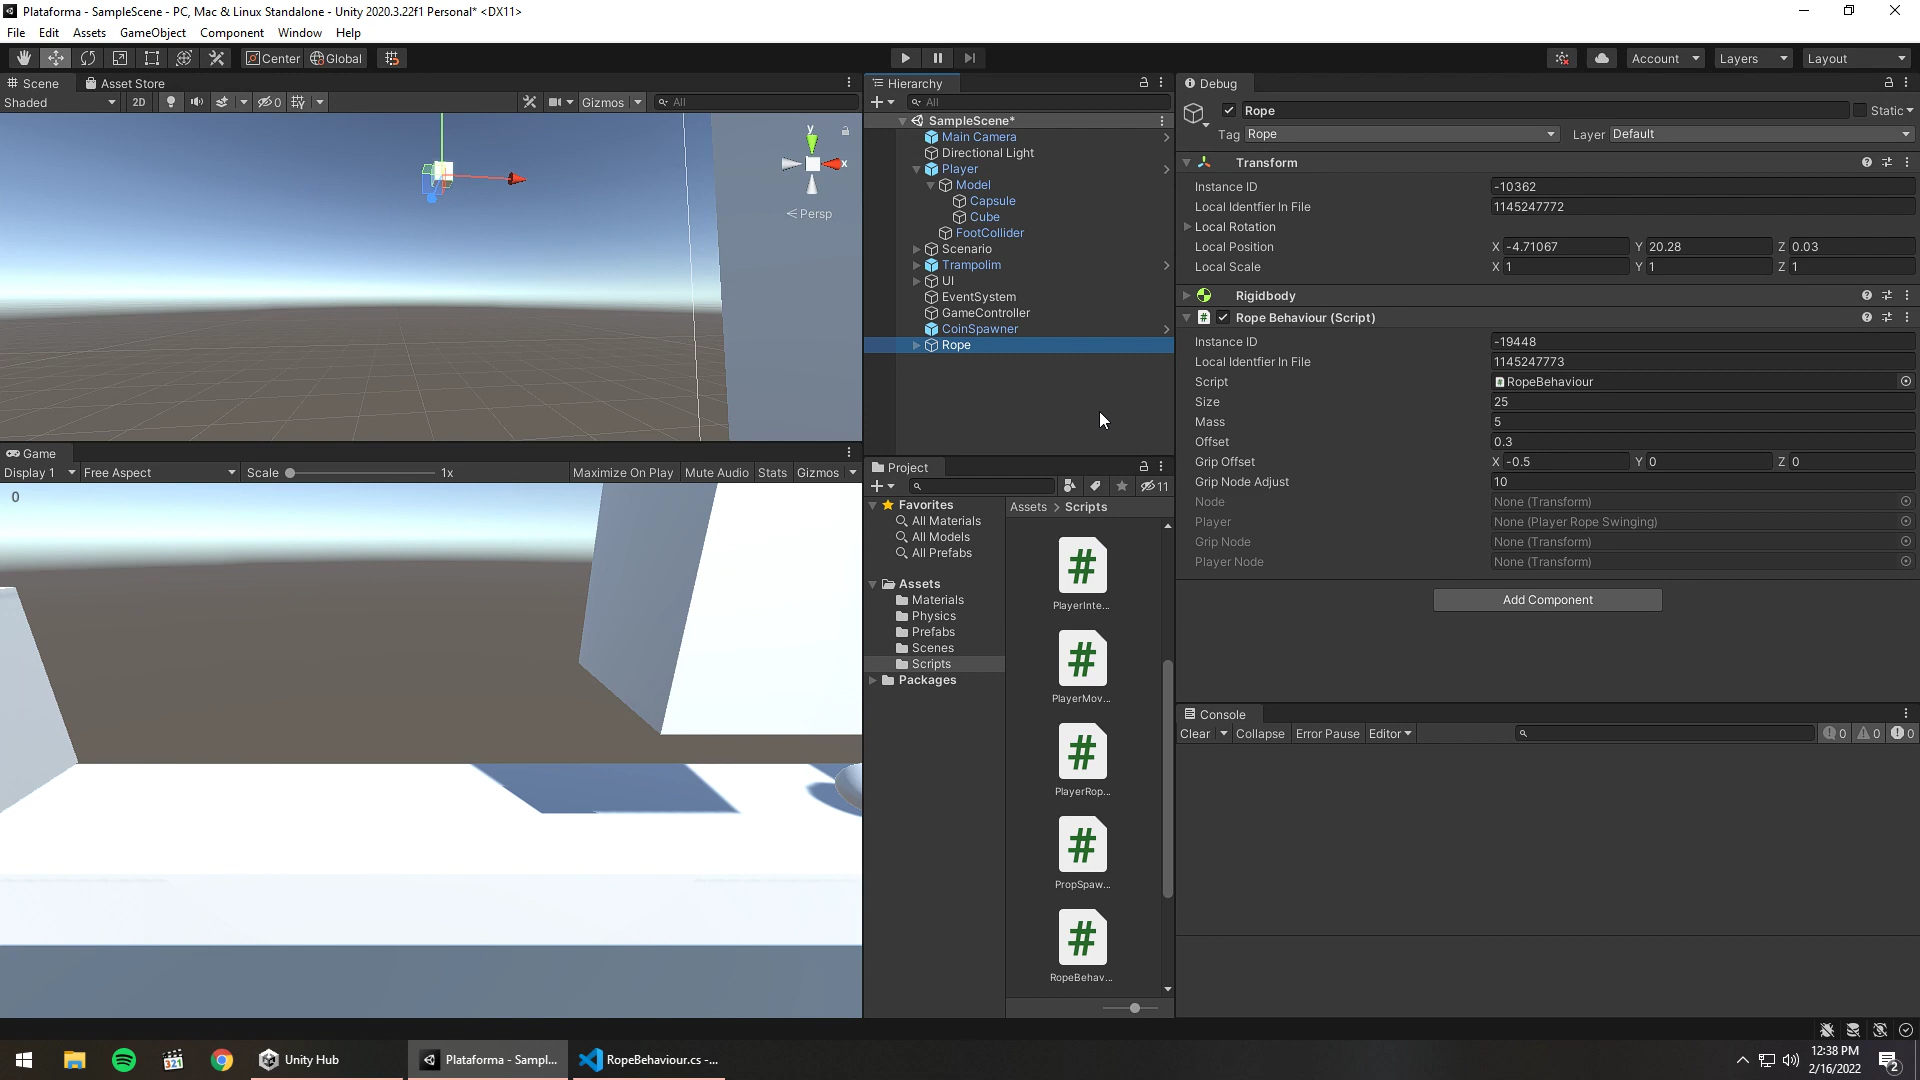 Plataforma - SampleScene - PC, Mac & Linux Standalone - Unity 2020.3.22f1 Personal* <DX11>
File Edit Assets GameObject Component Window Help
Center Global Account Layers Layout
Scene Asset Store
Shaded 2D Gizmos All
y
x
Persp
Game
Display 1 Free Aspect Scale 1x Maximize On Play Mute Audio Stats Gizmos
0
Hierarchy
All
SampleScene*
Main Camera
Directional Light
Player
Model
Capsule
Cube
FootCollider
Scenario
Trampolim
UI
EventSystem
GameController
CoinSpawner
Rope
Project
11
Favorites
All Materials
All Models
All Prefabs
Assets
Materials
Physics
Prefabs
Scenes
Scripts
Packages
Assets > Scripts
PlayerInte...
PlayerMov...
PlayerRop...
PropSpaw...
RopeBehav...
Debug
Rope Static
Tag Rope Layer Default
Transform
Instance ID -10362
Local Identfier In File 1145247772
Local Rotation
Local Position X -4.71067 Y 20.28 Z 0.03
Local Scale X 1 Y 1 Z 1
Rigidbody
# Rope Behaviour (Script)
Instance ID -19448
Local Identfier In File 1145247773
Script RopeBehaviour
Size 25
Mass 5
Offset 0.3
Grip Offset X -0.5 Y 0 Z 0
Grip Node Adjust 10
Node None (Transform)
Player None (Player Rope Swinging)
Grip Node None (Transform)
Player Node None (Transform)
Add Component
Console
Clear Collapse Error Pause Editor 0 0 0
Unity Hub Plataforma - Sampl... RopeBehaviour.cs -...
12:38 PM
2/16/2022
2